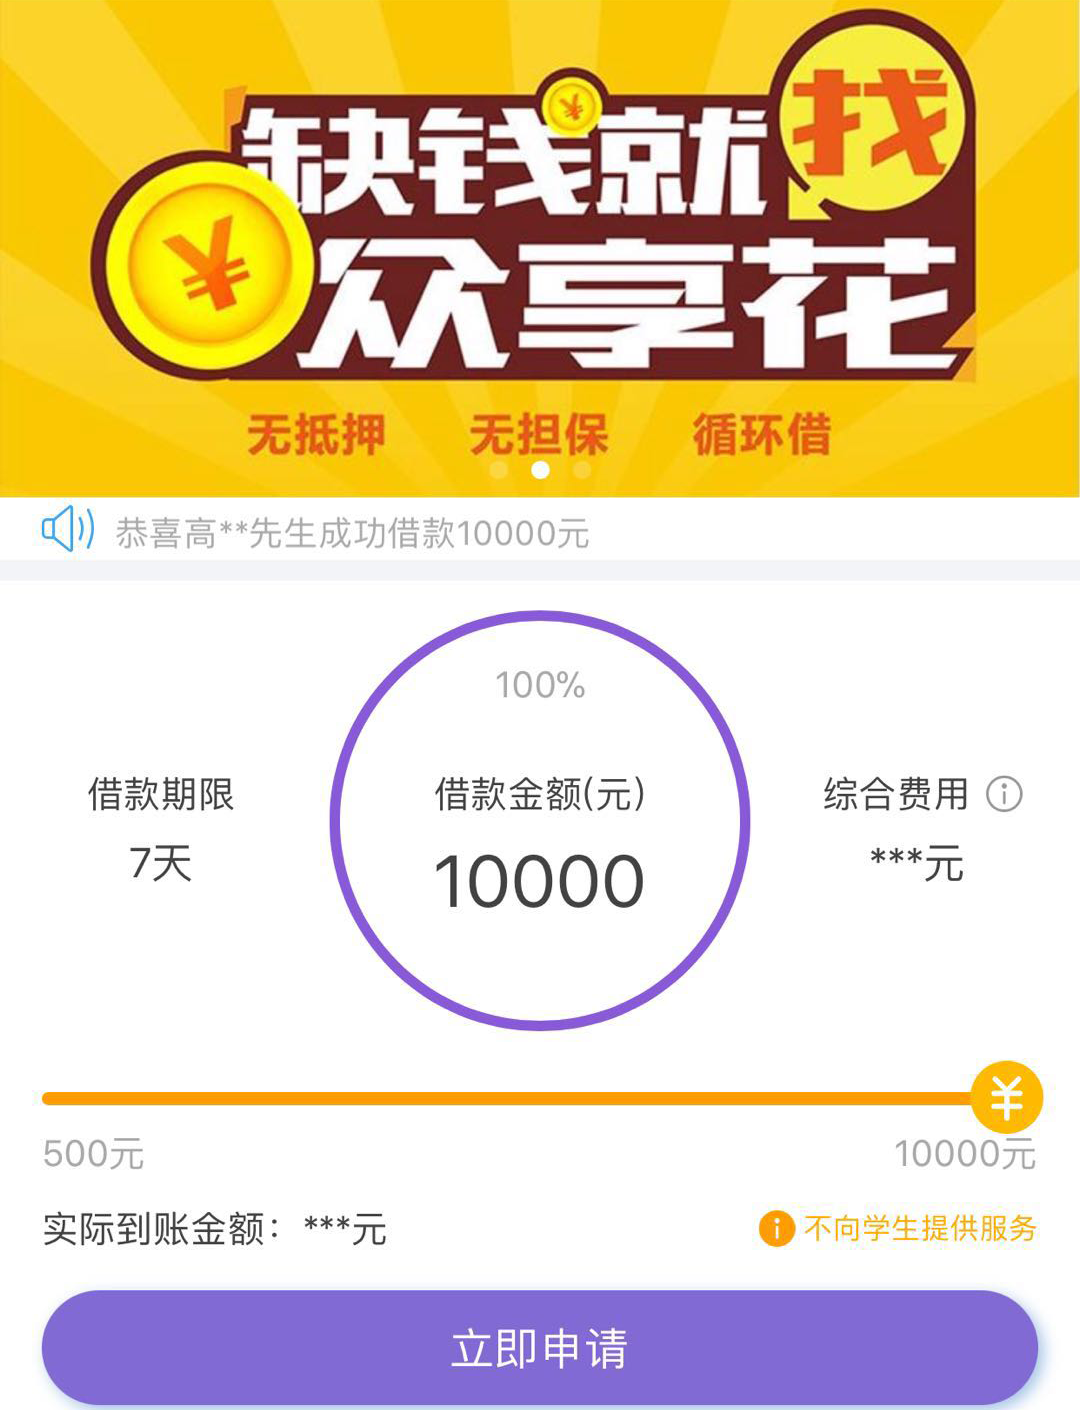 缺钱就找
众享花
无抵押 无担保 循环借
恭喜高**先生成功借款10000元
100%
借款期限 借款金额(元) 综合费用
7天 10000 ***元
500元 10000元
实际到账金额：***元 不向学生提供服务
立即申请